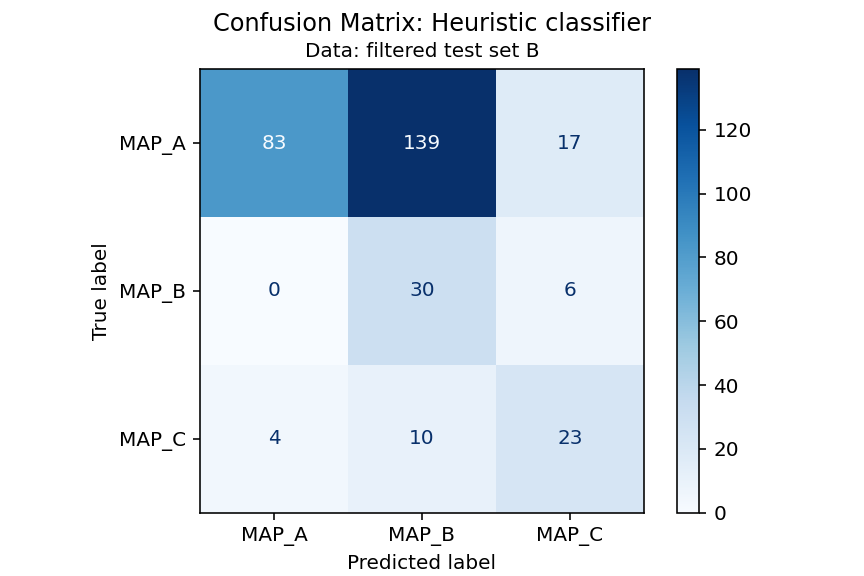 Confusion Matrix: Heuristic classifier
Data: filtered test set B
MAP_A 83 139 17
MAP_B 0 30 6
MAP_C 4 10 23
MAP_A MAP_B MAP_C
Predicted label
True label
120
100
80
60
40
20
0